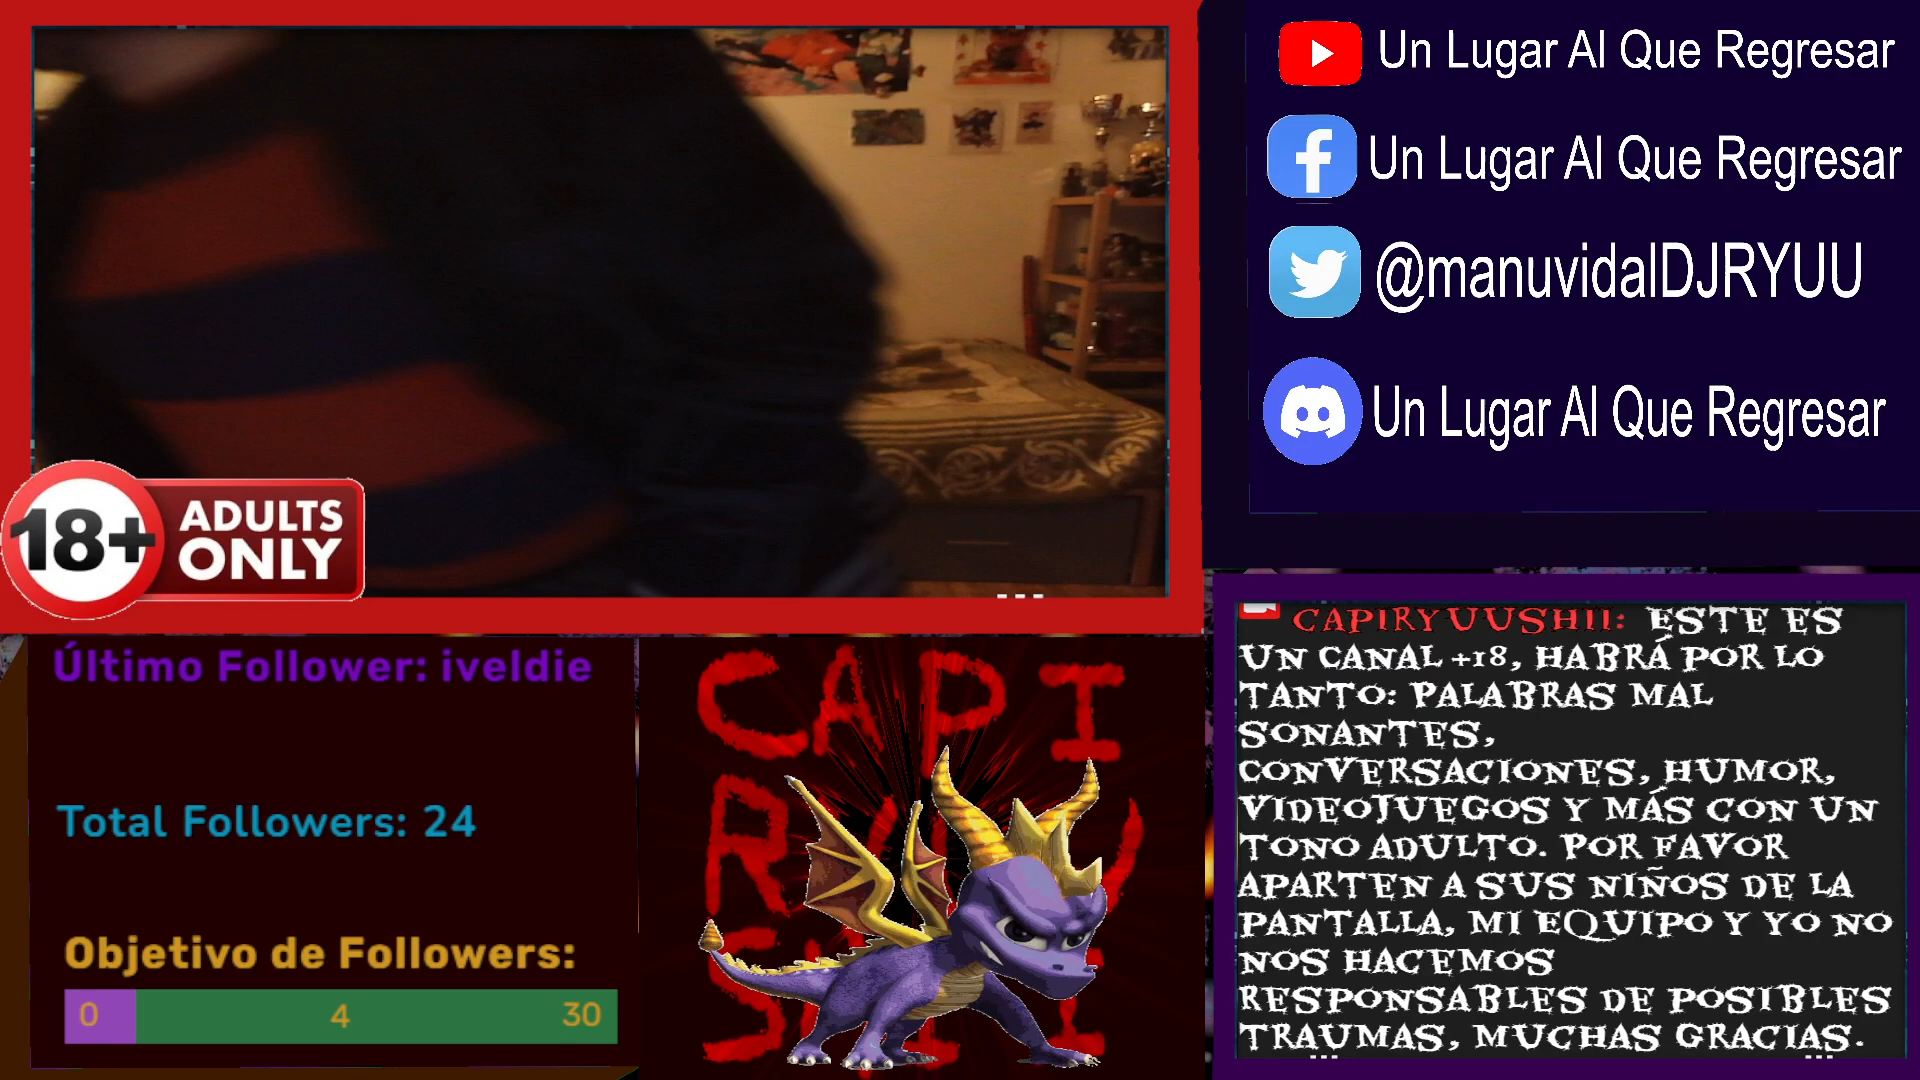 Un Lugar Al Que Regresar
Un Lugar Al Que Regresar
@manuvidalDJRYUU
Un Lugar Al Que Regresar
18+ ADULTS
ONLY
Último Follower: iveldie
Total Followers: 24
Objetivo de Followers:
0 4 30
CAPI
R
CAPIRYUUSHII: ESTE ES
UN CANAL +18, HABRÁ POR LO
TANTO: PALABRAS MAL
SONANTES,
CONVERSACIONES, HUMOR,
VIDEOJUEGOS Y MÁS CON UN
TONO ADULTO. POR FAVOR
APARTEN A SUS NIÑOS DE LA
PANTALLA, MI EQUIPO Y YO NO
NOS HACEMOS
RESPONSABLES DE POSIBLES
TRAUMAS, MUCHAS GRACIAS.